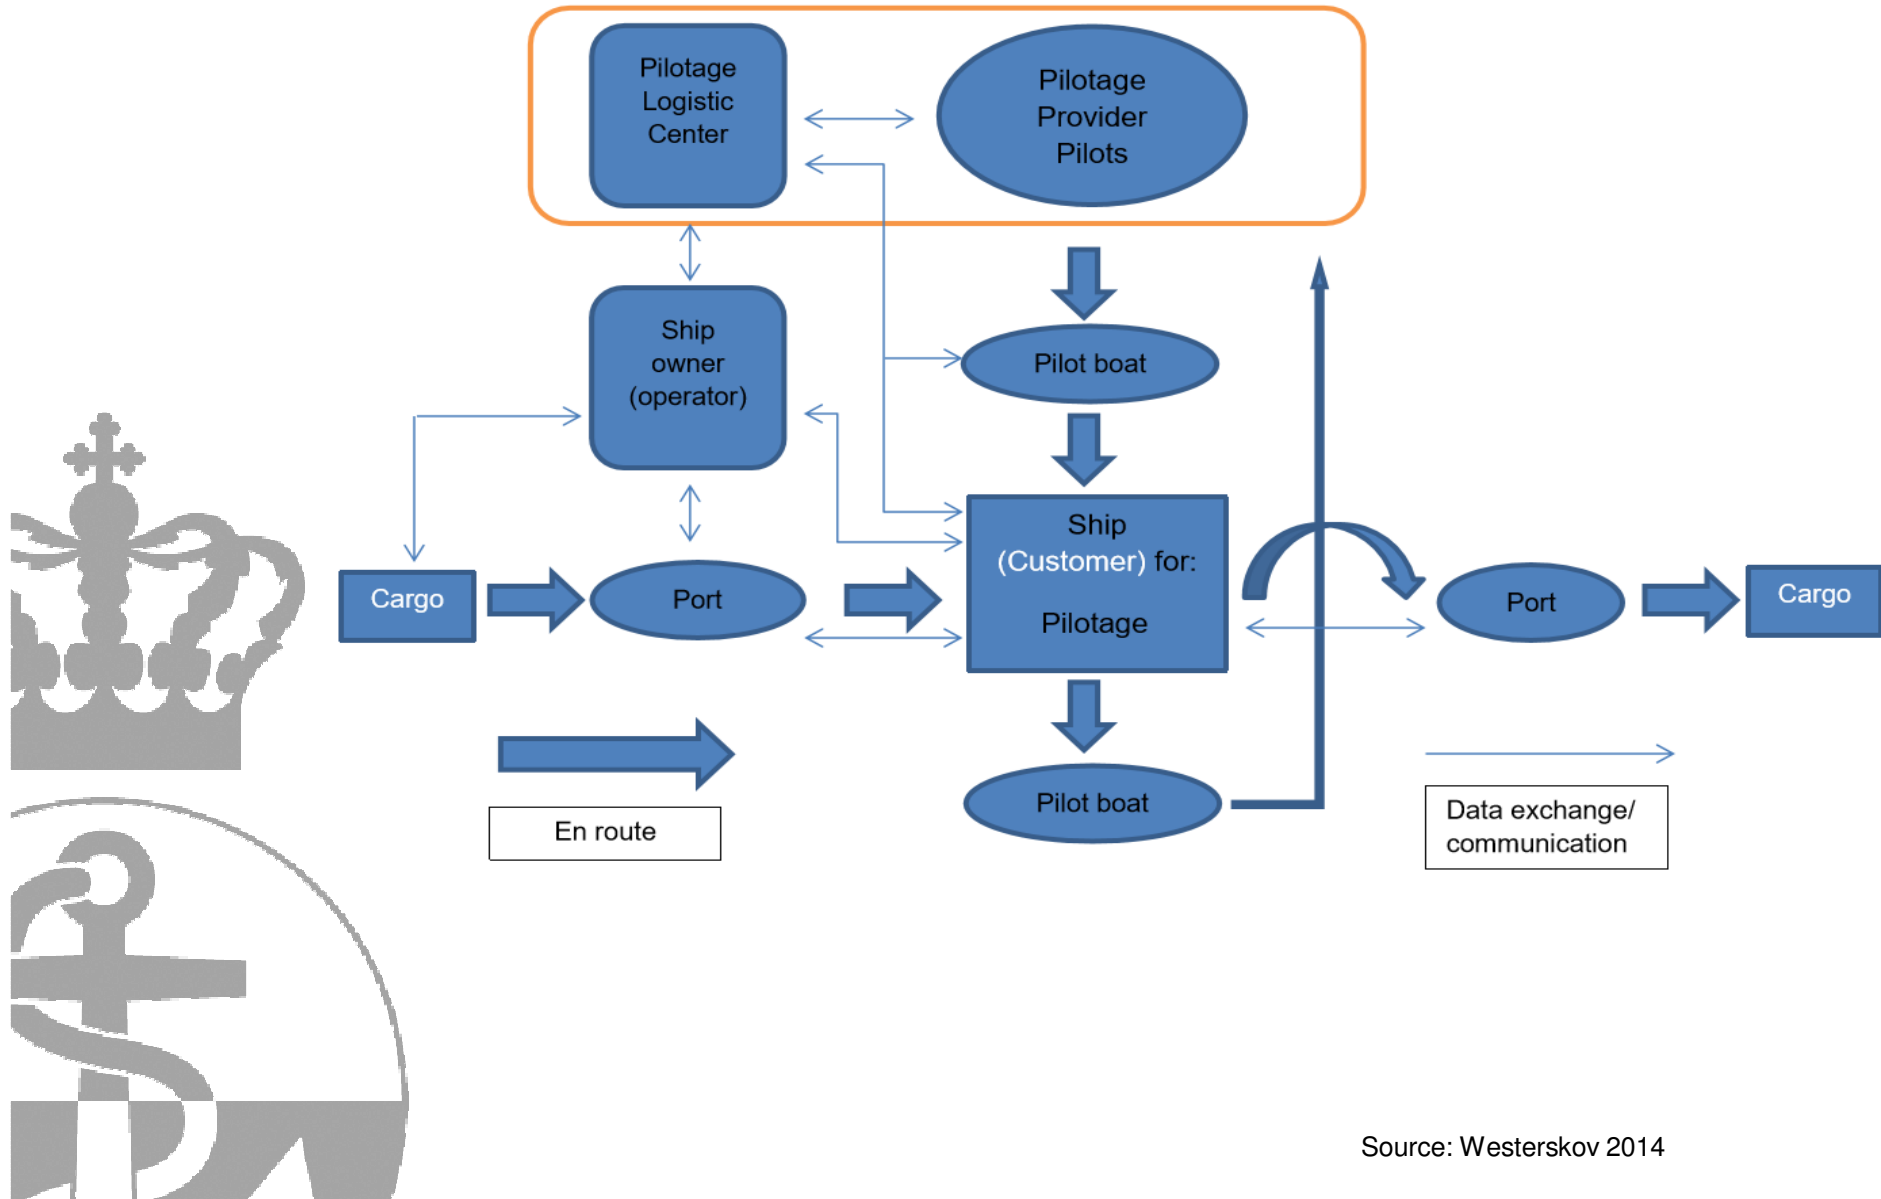 Pilotage
Logistic
Center
Pilotage
Provider
Pilots
Ship
owner
(operator)
Pilot boat
Ship
(Customer) for:
Pilotage
Cargo
Port
Port
Cargo
En route
Pilot boat
Data exchange/
communication
Source: Westerskov 2014